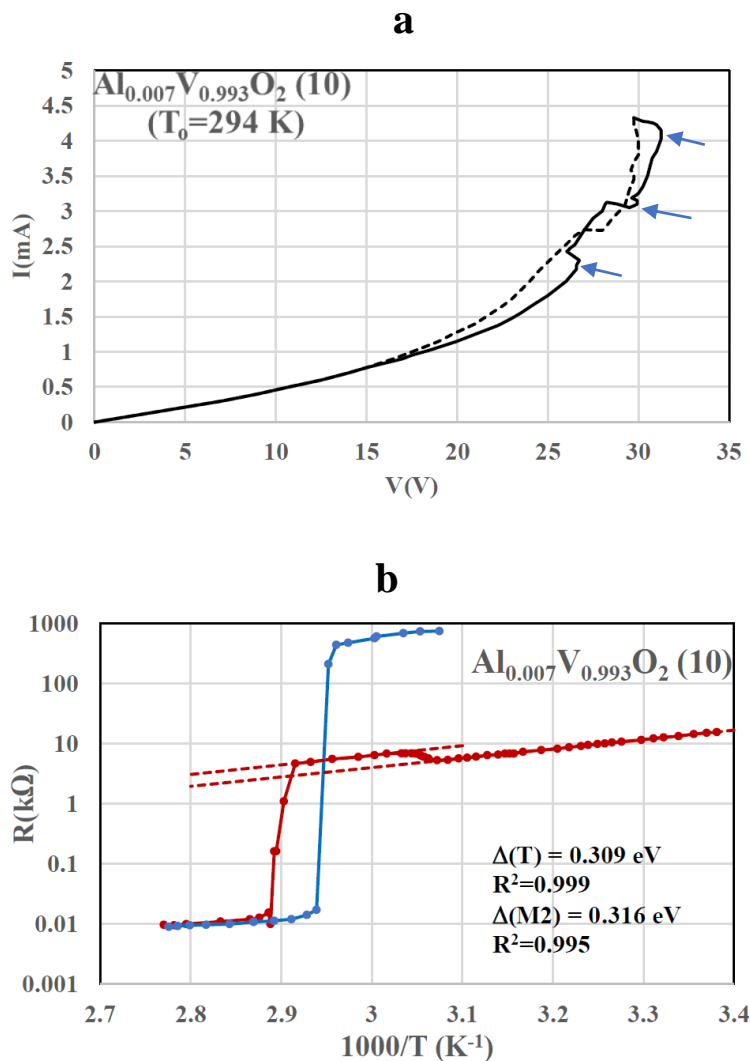 a
5
4.5
4
3.5
3
2.5
2
1.5
1
0.5
0
I(mA)
Al0.007V0.993O2 (10)
(To=294 K)
0 5 10 15 20 25 30 35
V(V)
b
1000
100
10
1
0.1
0.01
0.001
R(kΩ)
Al0.007V0.993O2 (10)
Δ(T) = 0.309 eV
R²=0.999
Δ(M2) = 0.316 eV
R²=0.995
2.7 2.8 2.9 3 3.1 3.2 3.3 3.4
1000/T (K⁻¹)